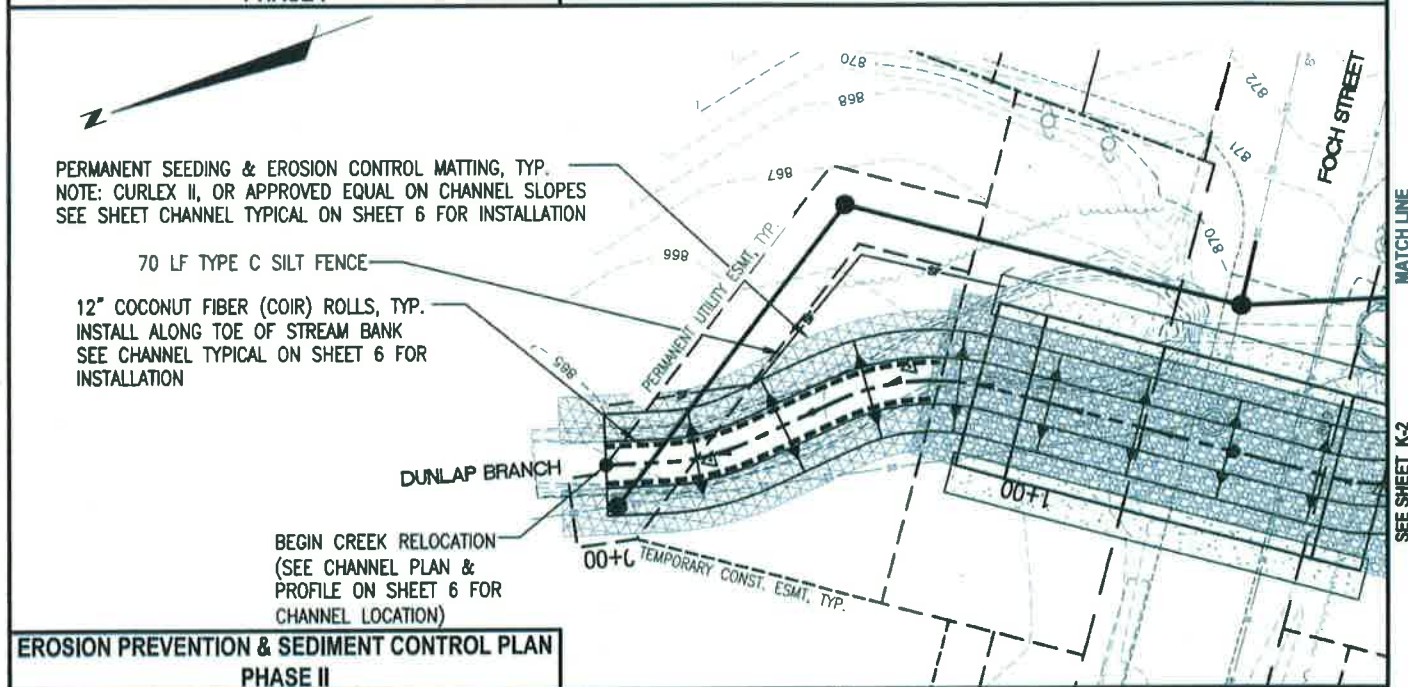 N
PERMANENT SEEDING & EROSION CONTROL MATTING, TYP.
NOTE: CURLEX II, OR APPROVED EQUAL ON CHANNEL SLOPES
SEE SHEET CHANNEL TYPICAL ON SHEET 6 FOR INSTALLATION
70 LF TYPE C SILT FENCE
12" COCONUT FIBER (COIR) ROLLS, TYP.
INSTALL ALONG TOE OF STREAM BANK
SEE CHANNEL TYPICAL ON SHEET 6 FOR
INSTALLATION
DUNLAP BRANCH
BEGIN CREEK RELOCATION
(SEE CHANNEL PLAN &
PROFILE ON SHEET 6 FOR
CHANNEL LOCATION)
870
868
867
866
865
872
871
870
FOCH STREET
PERMANENT UTILITY ESMT, TYP.
TEMPORARY CONST. ESMT, TYP.
0+00
1+00
MATCH LINE
SEE SHEET K-2
EROSION PREVENTION & SEDIMENT CONTROL PLAN
PHASE II